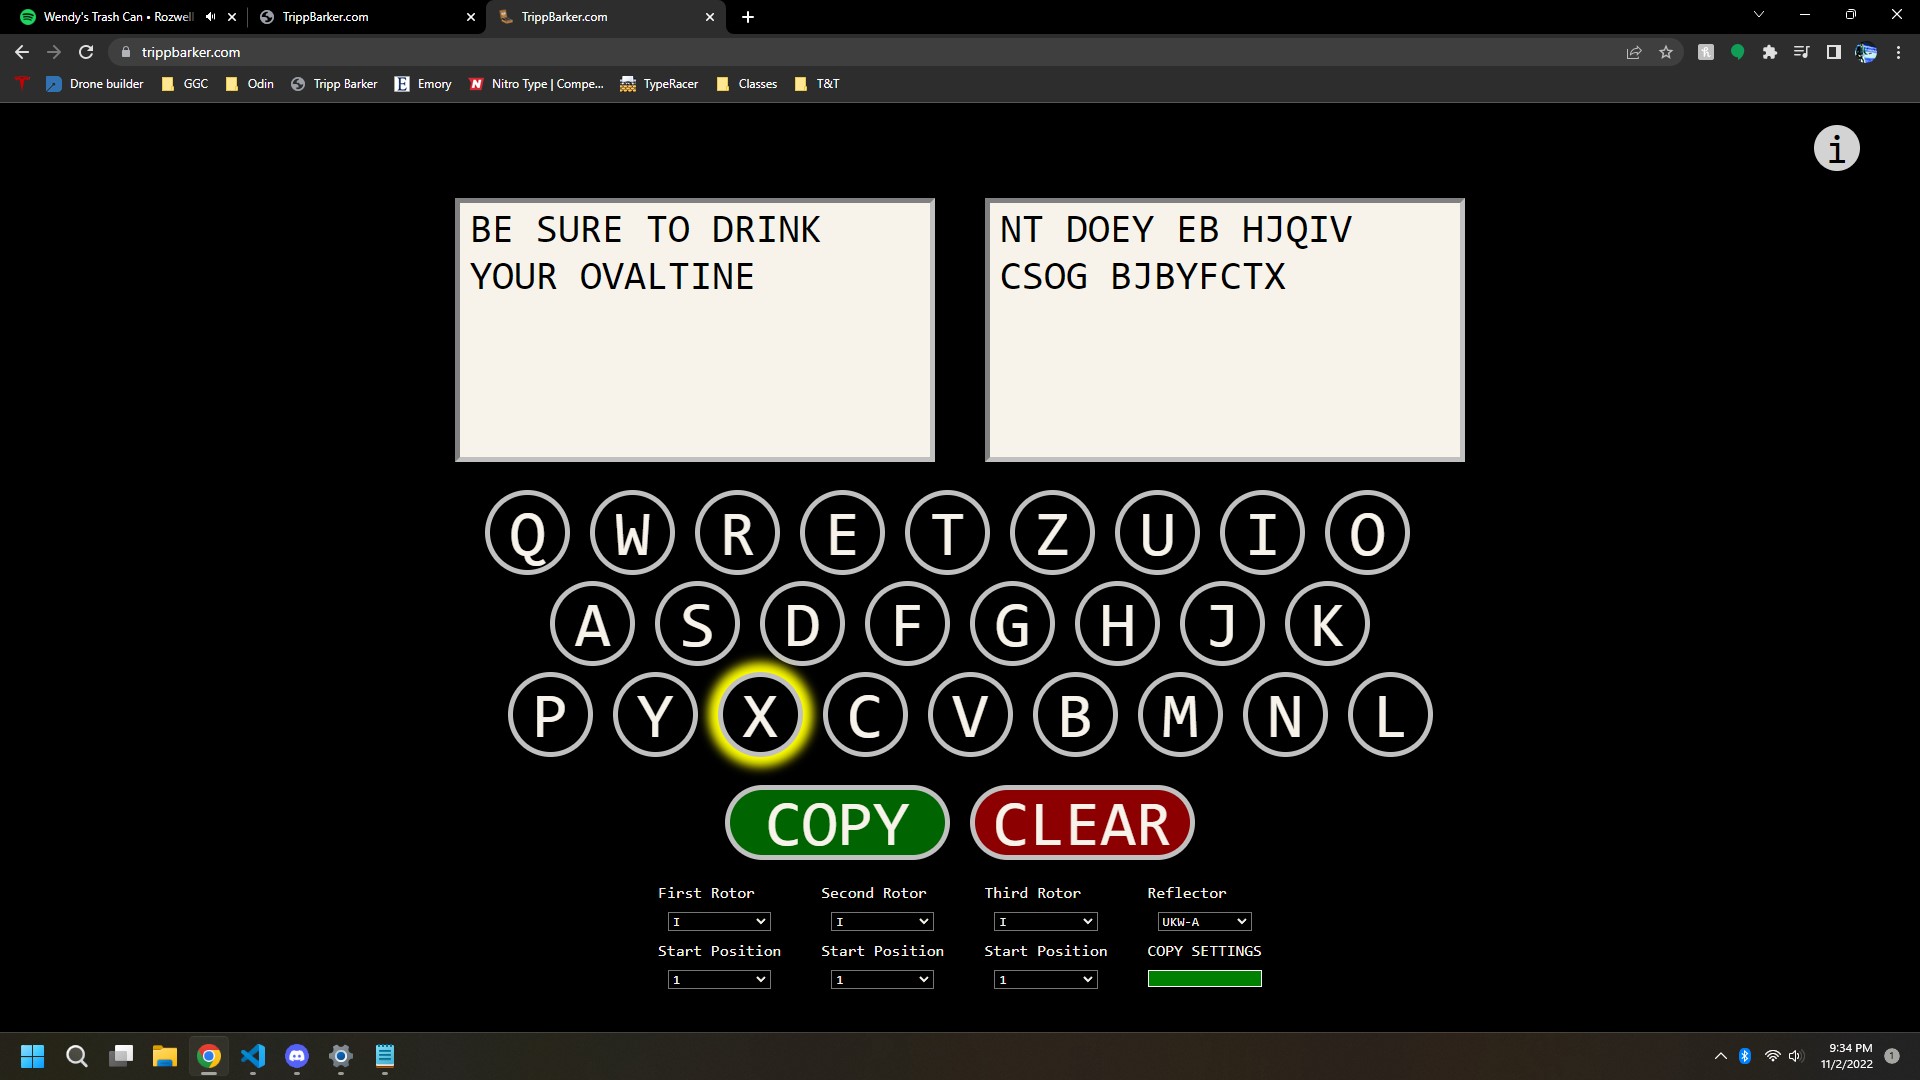 Wendy's Trash Can • Rozwell
TrippBarker.com
TrippBarker.com
trippbarker.com
Drone builder
GGC
Odin
Tripp Barker
E Emory
N Nitro Type | Compe...
TypeRacer
Classes
T&T
i
BE SURE TO DRINK
YOUR OVALTINE
NT DOEY EB HJQIV
CSOG BJBYFCTX
Q W R E T Z U I O
A S D F G H J K
P Y X C V B M N L
COPY CLEAR
First Rotor Second Rotor Third Rotor Reflector
I I I UKW-A
Start Position Start Position Start Position COPY SETTINGS
1 1 1
9:34 PM
11/2/2022
1